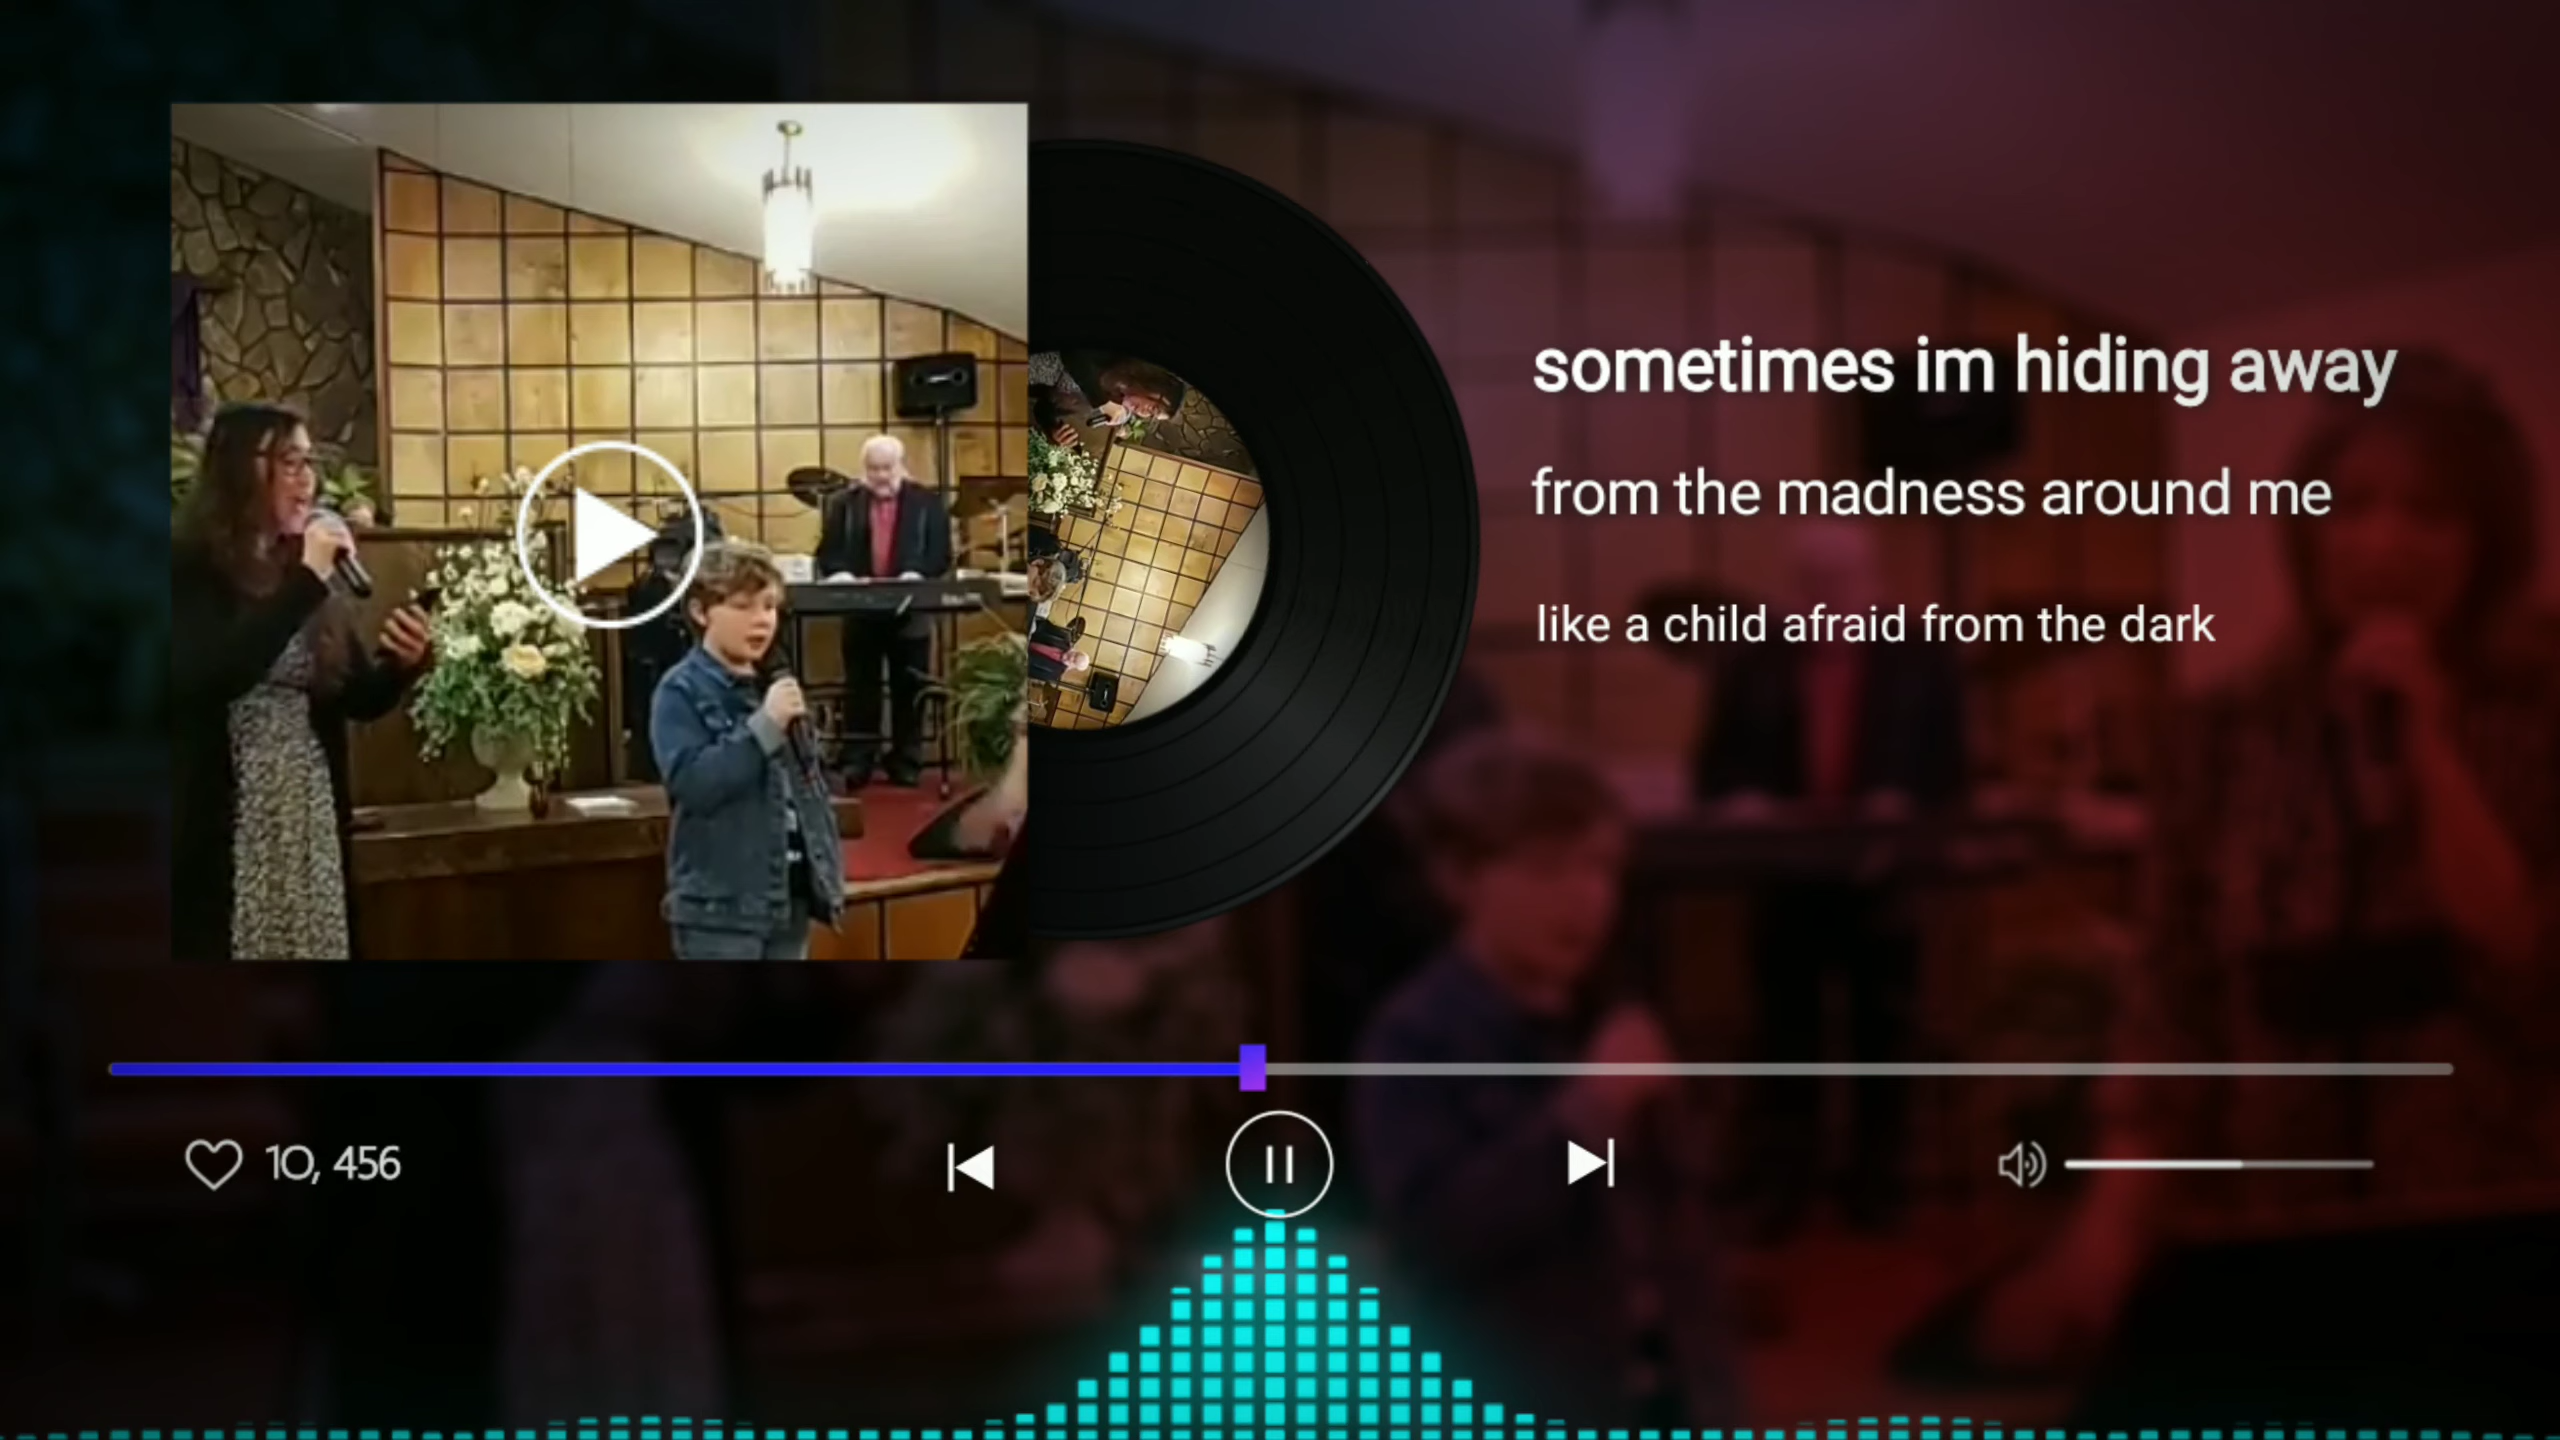 sometimes im hiding away
from the madness around me
like a child afraid from the dark
10, 456